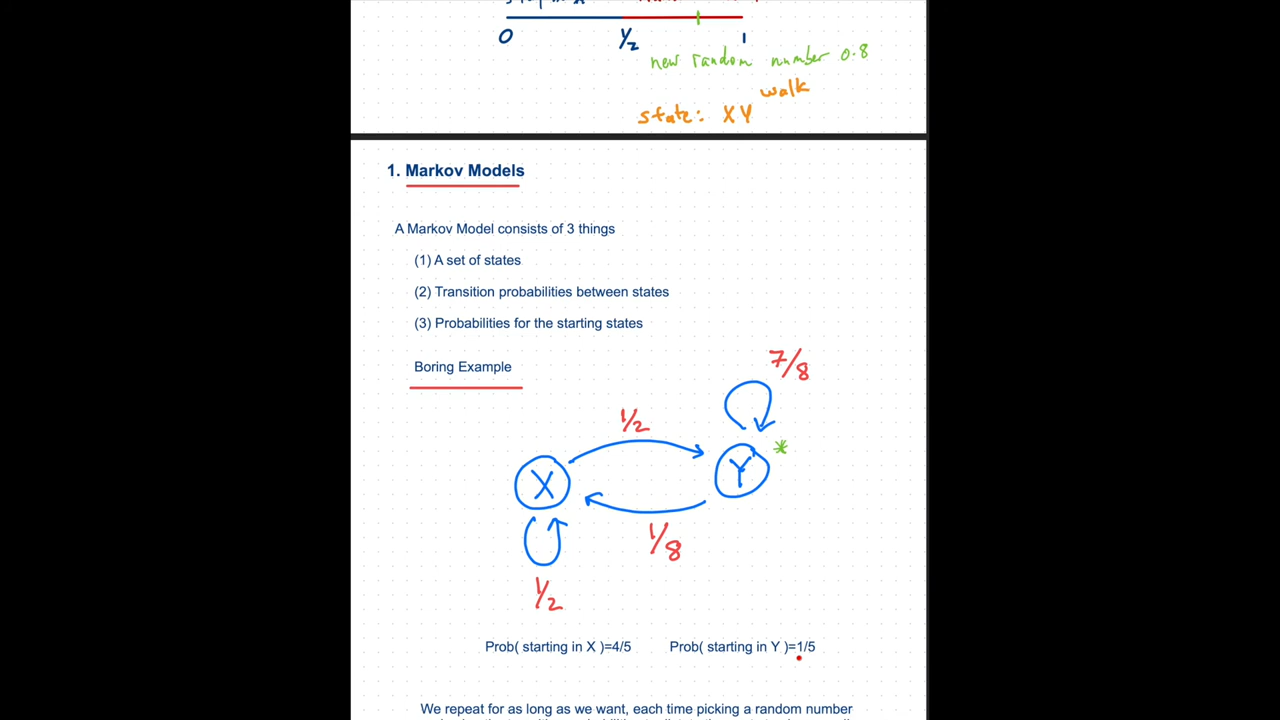 0 1/2 1
new random number 0.8
walk
state: X Y
1. Markov Models
A Markov Model consists of 3 things
(1) A set of states
(2) Transition probabilities between states
(3) Probabilities for the starting states
Boring Example
7/8
1/2
Y *
X
1/8
1/2
Prob( starting in X )=4/5 Prob( starting in Y )=1/5
We repeat for as long as we want, each time picking a random number